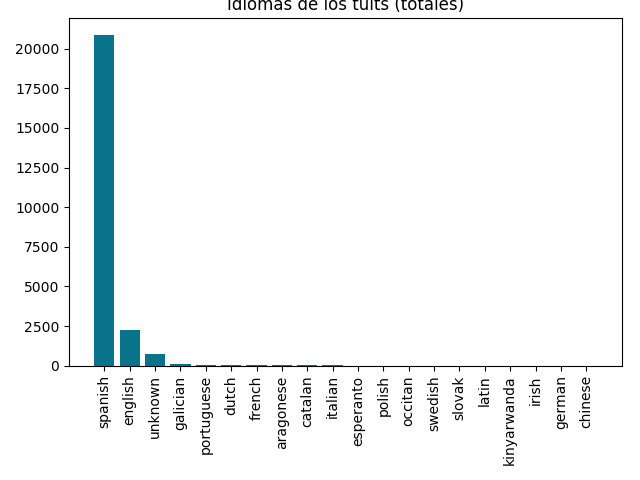 Idiomas de los tuits (totales)
20000
17500
15000
12500
10000
7500
5000
2500
0
spanish
english
unknown
galician
portuguese
dutch
french
aragonese
catalan
italian
esperanto
polish
occitan
swedish
slovak
latin
kinyarwanda
irish
german
chinese